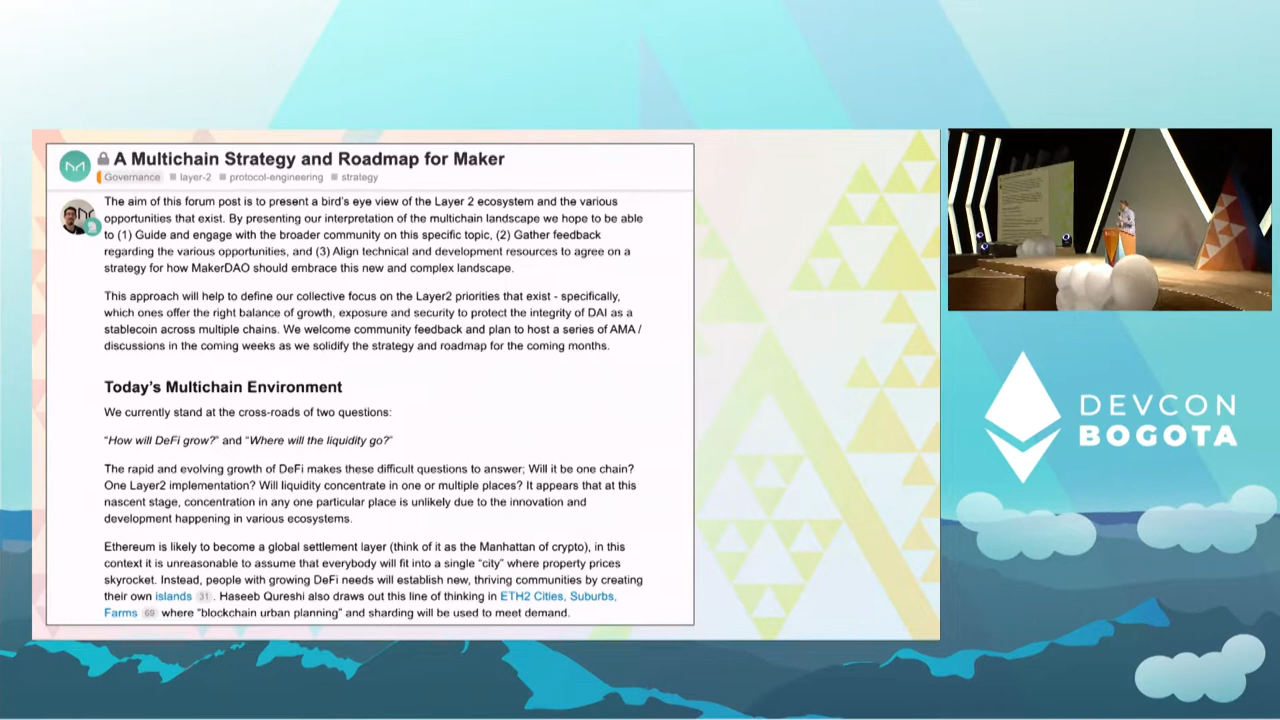 A Multichain Strategy and Roadmap for Maker
Governance layer-2 protocol-engineering strategy
The aim of this forum post is to present a bird's eye view of the Layer 2 ecosystem and the various
opportunities that exist. By presenting our interpretation of the multichain landscape we hope to be able
to (1) Guide and engage with the broader community on this specific topic, (2) Gather feedback
regarding the various opportunities, and (3) Align technical and development resources to agree on a
strategy for how MakerDAO should embrace this new and complex landscape.
This approach will help to define our collective focus on the Layer2 priorities that exist - specifically,
which ones offer the right balance of growth, exposure and security to protect the integrity of DAI as a
stablecoin across multiple chains. We welcome community feedback and plan to host a series of AMA /
discussions in the coming weeks as we solidify the strategy and roadmap for the coming months.
Today's Multichain Environment
We currently stand at the cross-roads of two questions:
"How will DeFi grow?" and "Where will the liquidity go?"
The rapid and evolving growth of DeFi makes these difficult questions to answer; Will it be one chain?
One Layer2 implementation? Will liquidity concentrate in one or multiple places? It appears that at this
nascent stage, concentration in any one particular place is unlikely due to the innovation and
development happening in various ecosystems.
Ethereum is likely to become a global settlement layer (think of it as the Manhattan of crypto), in this
context it is unreasonable to assume that everybody will fit into a single "city" where property prices
skyrocket. Instead, people with growing DeFi needs will establish new, thriving communities by creating
their own islands 31 . Haseeb Qureshi also draws out this line of thinking in ETH2 Cities, Suburbs,
Farms 69 where "blockchain urban planning" and sharding will be used to meet demand.
DEVCON
BOGOTA